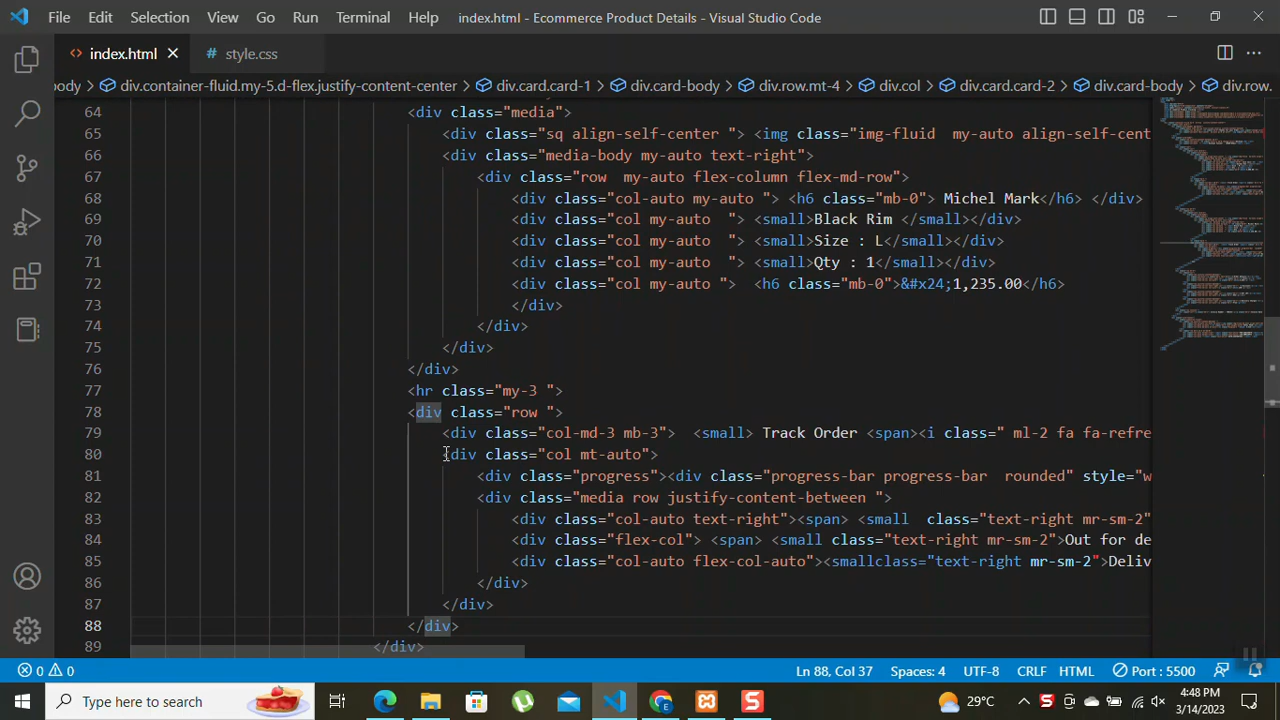 File Edit Selection View Go Run Terminal Help index.html - Ecommerce Product Details - Visual Studio Code
<> index.html
# style.css
body > div.container-fluid.my-5.d-flex.justify-content-center > div.card.card-1 > div.card-body > div.row.mt-4 > div.col > div.card.card-2 > div.card-body > div.row.
64 <div class="media">
65 <div class="sq align-self-center "> <img class="img-fluid  my-auto align-self-cent
66 <div class="media-body my-auto text-right">
67 <div class="row  my-auto flex-column flex-md-row">
68 <div class="col-auto my-auto "> <h6 class="mb-0"> Michel Mark</h6> </div>
69 <div class="col my-auto  "> <small>Black Rim </small></div>
70 <div class="col my-auto  "> <small>Size : L</small></div>
71 <div class="col my-auto  "> <small>Qty : 1</small></div>
72 <div class="col my-auto ">  <h6 class="mb-0">&#x24;1,235.00</h6>
73 </div>
74 </div>
75 </div>
76 </div>
77 <hr class="my-3 ">
78 <div class="row ">
79 <div class="col-md-3 mb-3">  <small> Track Order <span><i class=" ml-2 fa fa-refre
80 <div class="col mt-auto">
81 <div class="progress"><div class="progress-bar progress-bar  rounded" style="w
82 <div class="media row justify-content-between ">
83 <div class="col-auto text-right"><span> <small  class="text-right mr-sm-2"
84 <div class="flex-col"> <span> <small class="text-right mr-sm-2">Out for de
85 <div class="col-auto flex-col-auto"><smallclass="text-right mr-sm-2">Deliv
86 </div>
87 </div>
88 </div>
89 </div>
0 0 Ln 88, Col 37 Spaces: 4 UTF-8 CRLF HTML Port : 5500
Type here to search
29°C
4:48 PM
3/14/2023